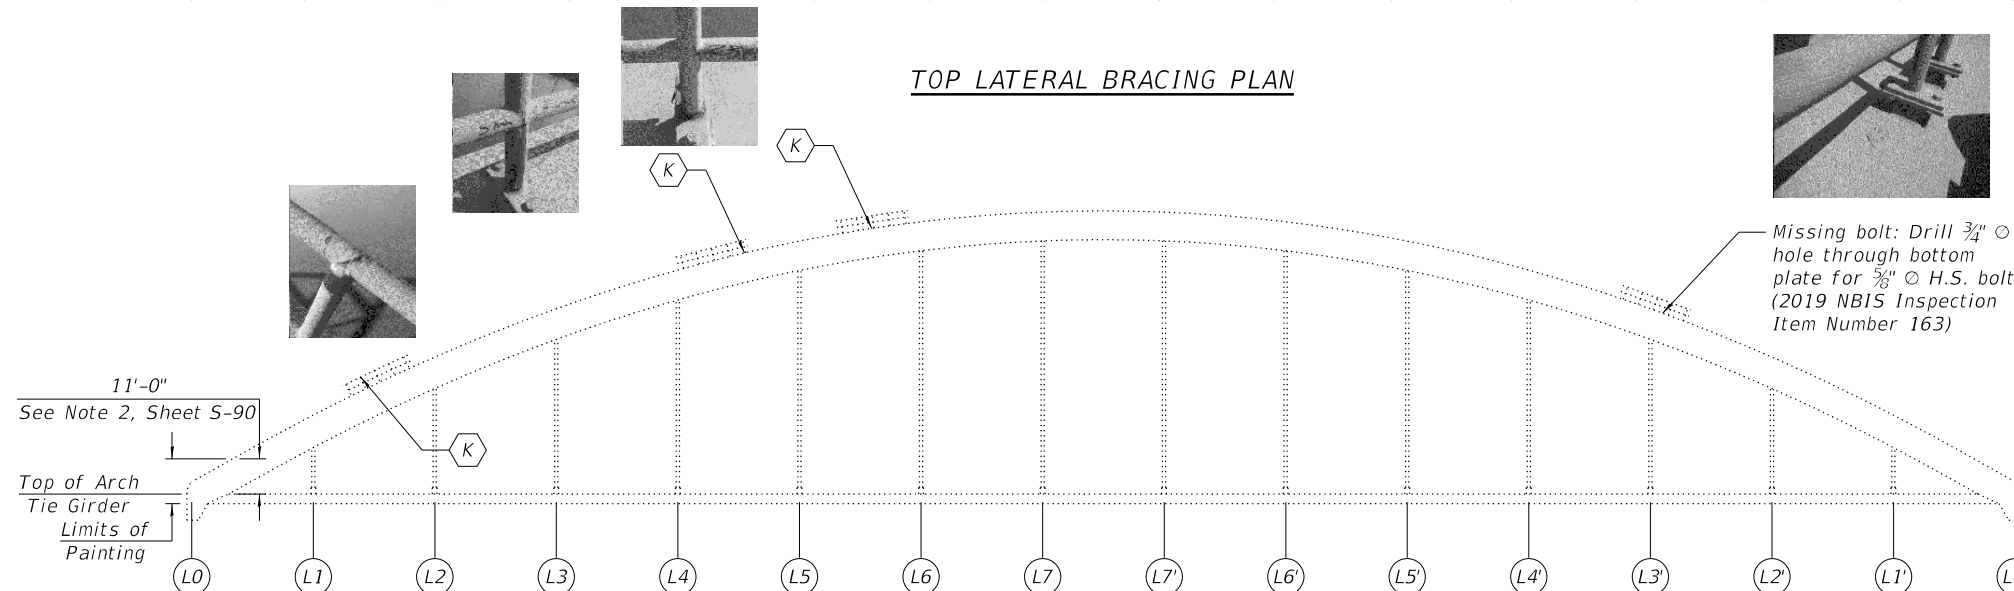 TOP LATERAL BRACING PLAN
K
K
K
Missing bolt: Drill ¾" ∅
hole through bottom
plate for ⅝" ∅ H.S. bolt
(2019 NBIS Inspection
Item Number 163)
11'-0"
See Note 2, Sheet S-90
Top of Arch
Tie Girder
Limits of
Painting
L0 L1 L2 L3 L4 L5 L6 L7 L7' L6' L5' L4' L3' L2' L1'